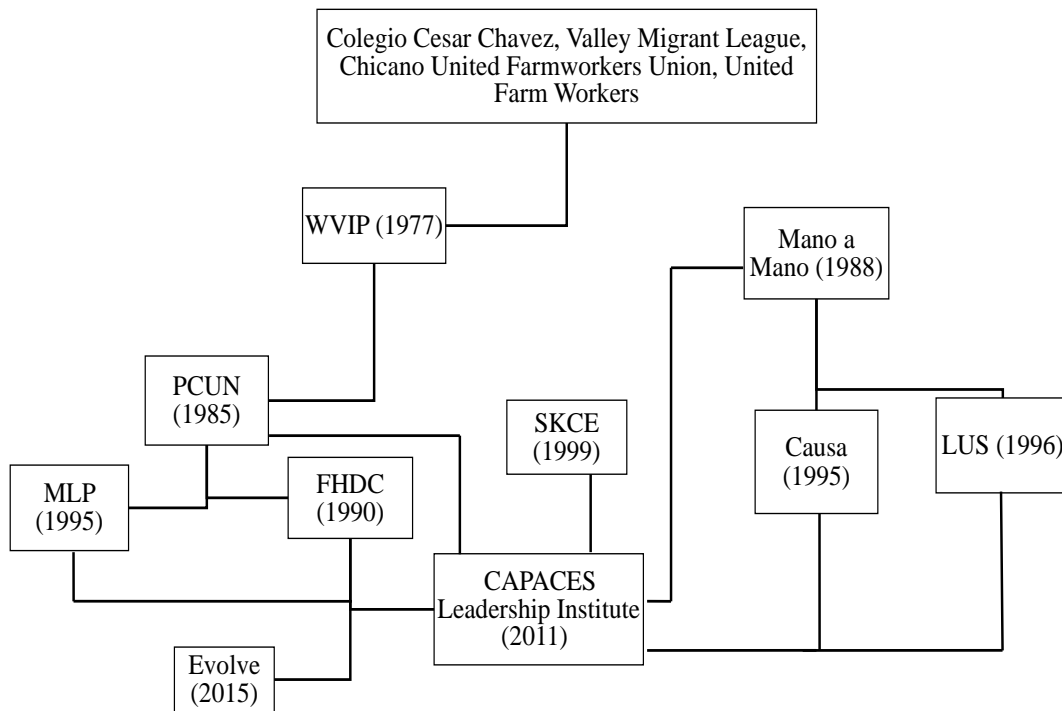 Colegio Cesar Chavez, Valley Migrant League,
Chicano United Farmworkers Union, United
Farm Workers
WVIP (1977)
Mano a
Mano (1988)
PCUN
(1985)
SKCE
(1999)
Causa
(1995)
LUS (1996)
MLP
(1995)
FHDC
(1990)
CAPACES
Leadership Institute
(2011)
Evolve
(2015)